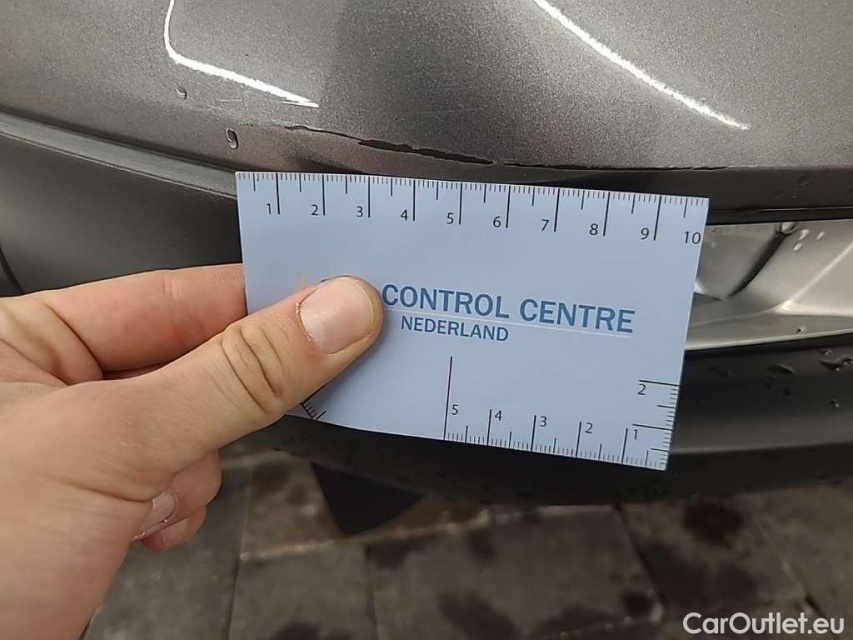 1 2 3 4 5 6 7 8 9 10
CONTROL CENTRE
NEDERLAND
2
5 4 3 2 1
CarOutlet.eu